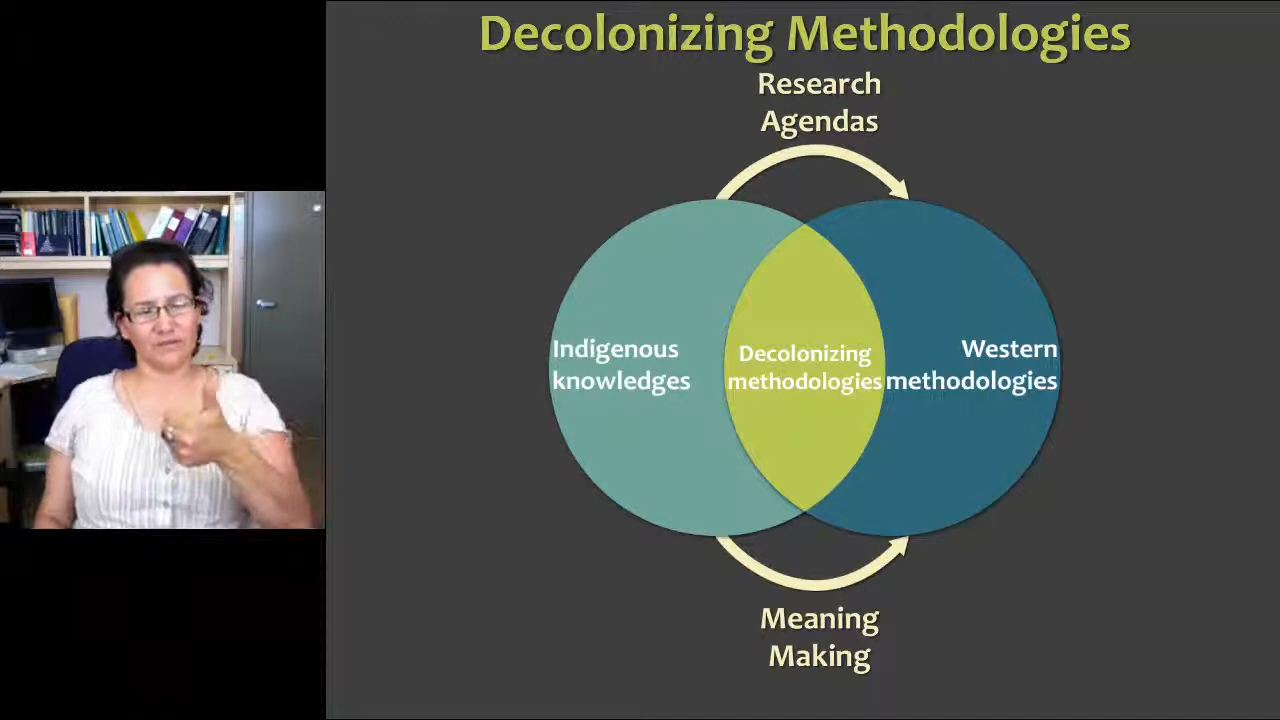 Decolonizing Methodologies
Research
Agendas
Indigenous
knowledges
Decolonizing
methodologies
Western
methodologies
Meaning
Making